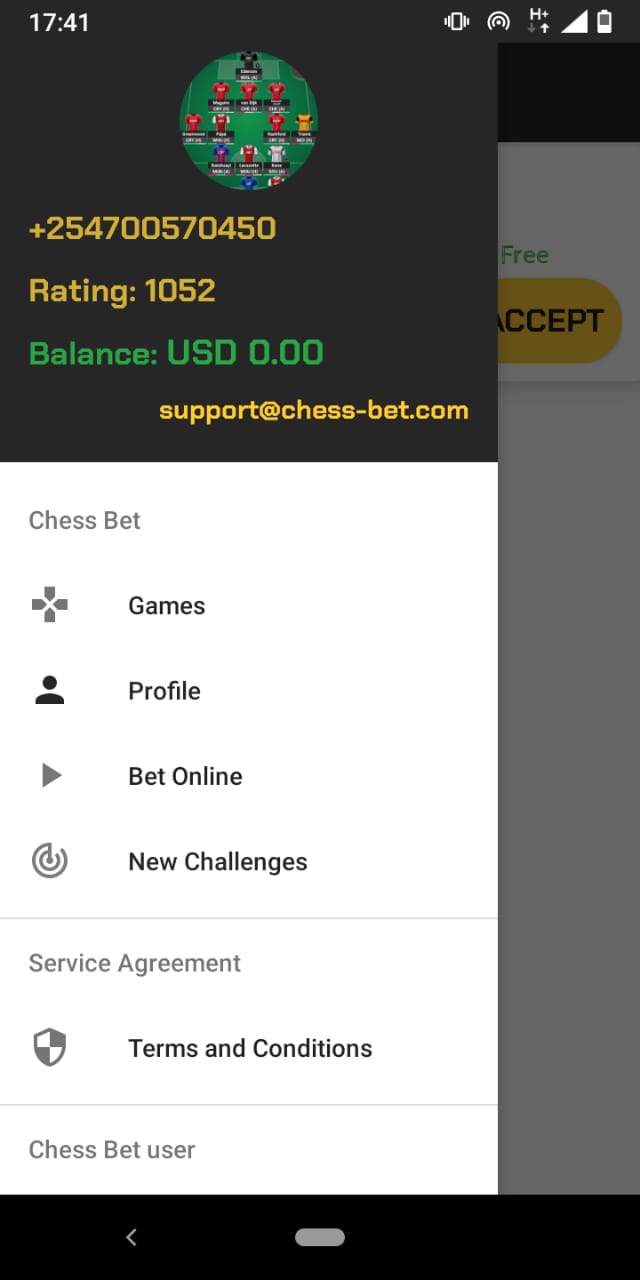 17:41
H+
+254700570450
Rating: 1052
Free
ACCEPT
Balance: USD 0.00
support@chess-bet.com
Chess Bet
Games
Profile
Bet Online
New Challenges
Service Agreement
Terms and Conditions
Chess Bet user